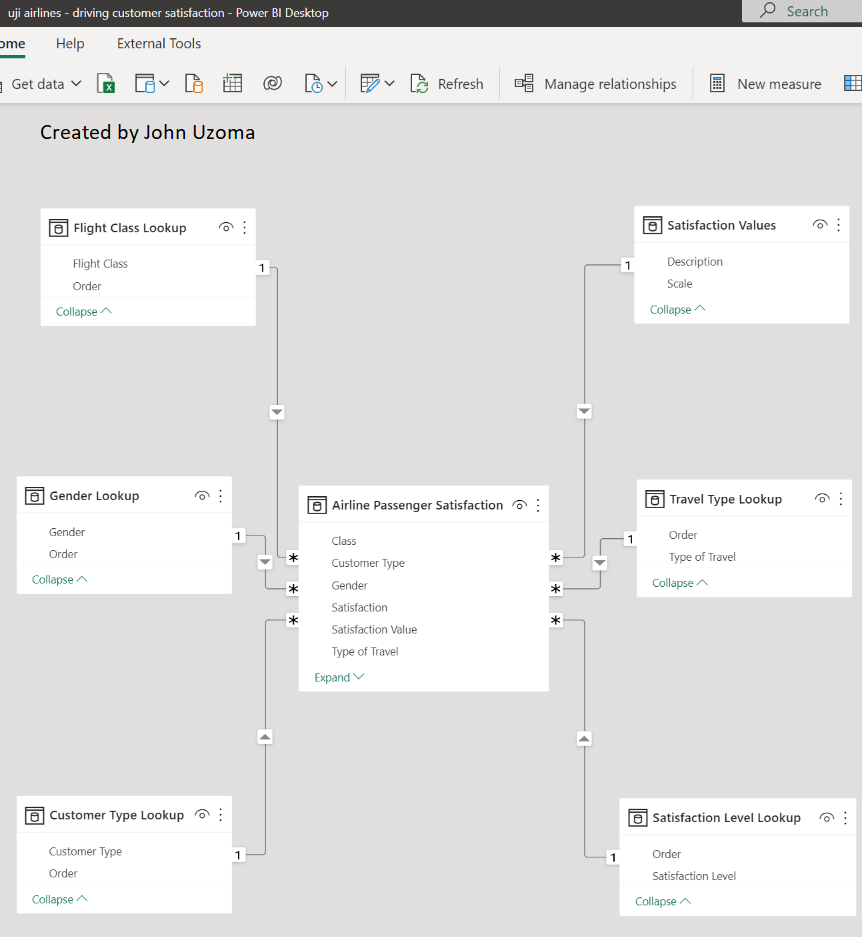 uji airlines - driving customer satisfaction - Power BI Desktop
Search
Help
External Tools
Get data
Refresh
Manage relationships
New measure
Created by John Uzoma
Flight Class Lookup
Flight Class
Order
Collapse
1
Satisfaction Values
Description
Scale
Collapse
1
Gender Lookup
Gender
Order
Collapse
1
Airline Passenger Satisfaction
Class
Customer Type
Gender
Satisfaction
Satisfaction Value
Type of Travel
Expand
*
*
*
*
*
*
Travel Type Lookup
Order
Type of Travel
Collapse
1
Customer Type Lookup
Customer Type
Order
Collapse
1
Satisfaction Level Lookup
Order
Satisfaction Level
Collapse
1